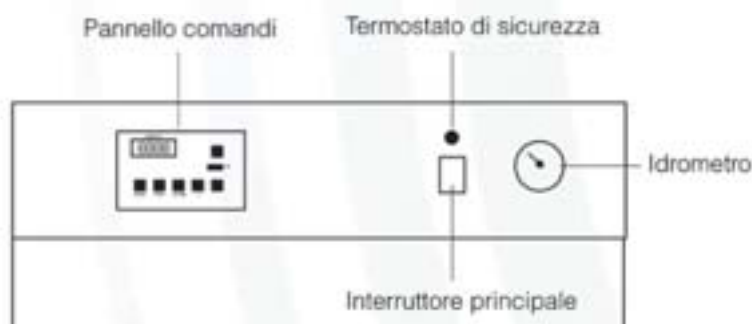 Pannello comandi
Termostato di sicurezza
Idrometro
Interruttore principale